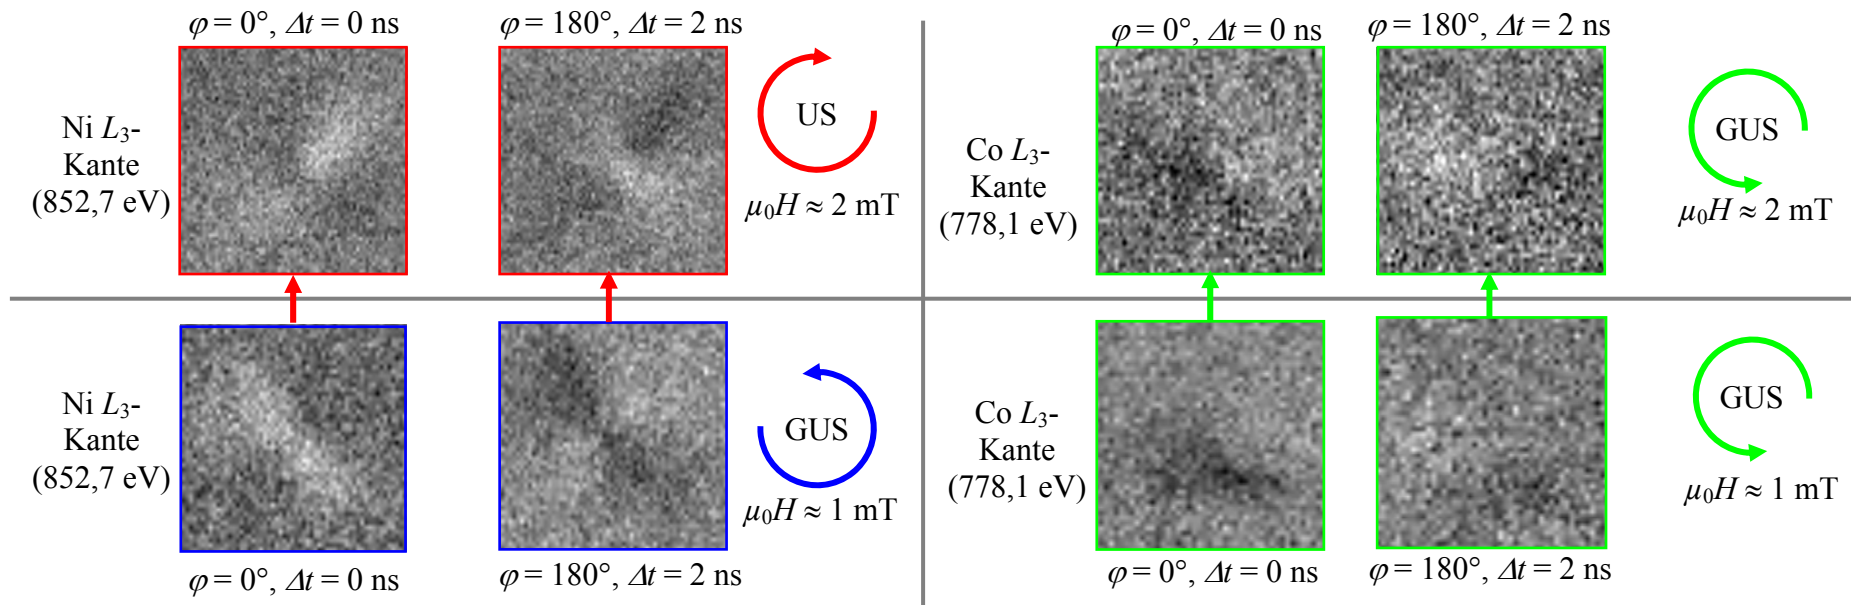 φ = 0°, Δt = 0 ns
φ = 180°, Δt = 2 ns
Ni L₃-
Kante
(852,7 eV)
US
μ₀H ≈ 2 mT
φ = 0°, Δt = 0 ns
φ = 180°, Δt = 2 ns
Co L₃-
Kante
(778,1 eV)
GUS
μ₀H ≈ 2 mT
Ni L₃-
Kante
(852,7 eV)
GUS
μ₀H ≈ 1 mT
φ = 0°, Δt = 0 ns
φ = 180°, Δt = 2 ns
Co L₃-
Kante
(778,1 eV)
GUS
μ₀H ≈ 1 mT
φ = 0°, Δt = 0 ns
φ = 180°, Δt = 2 ns